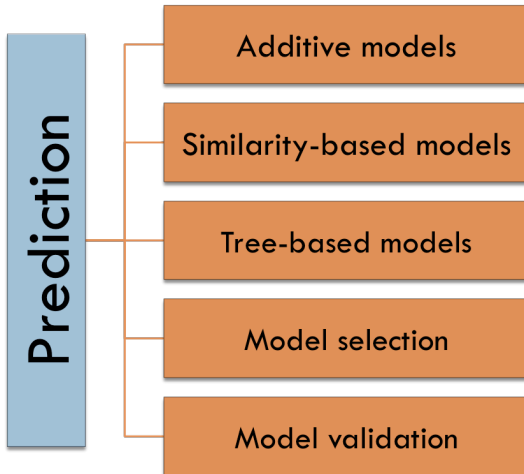 Prediction
Additive models
Similarity-based models
Tree-based models
Model selection
Model validation